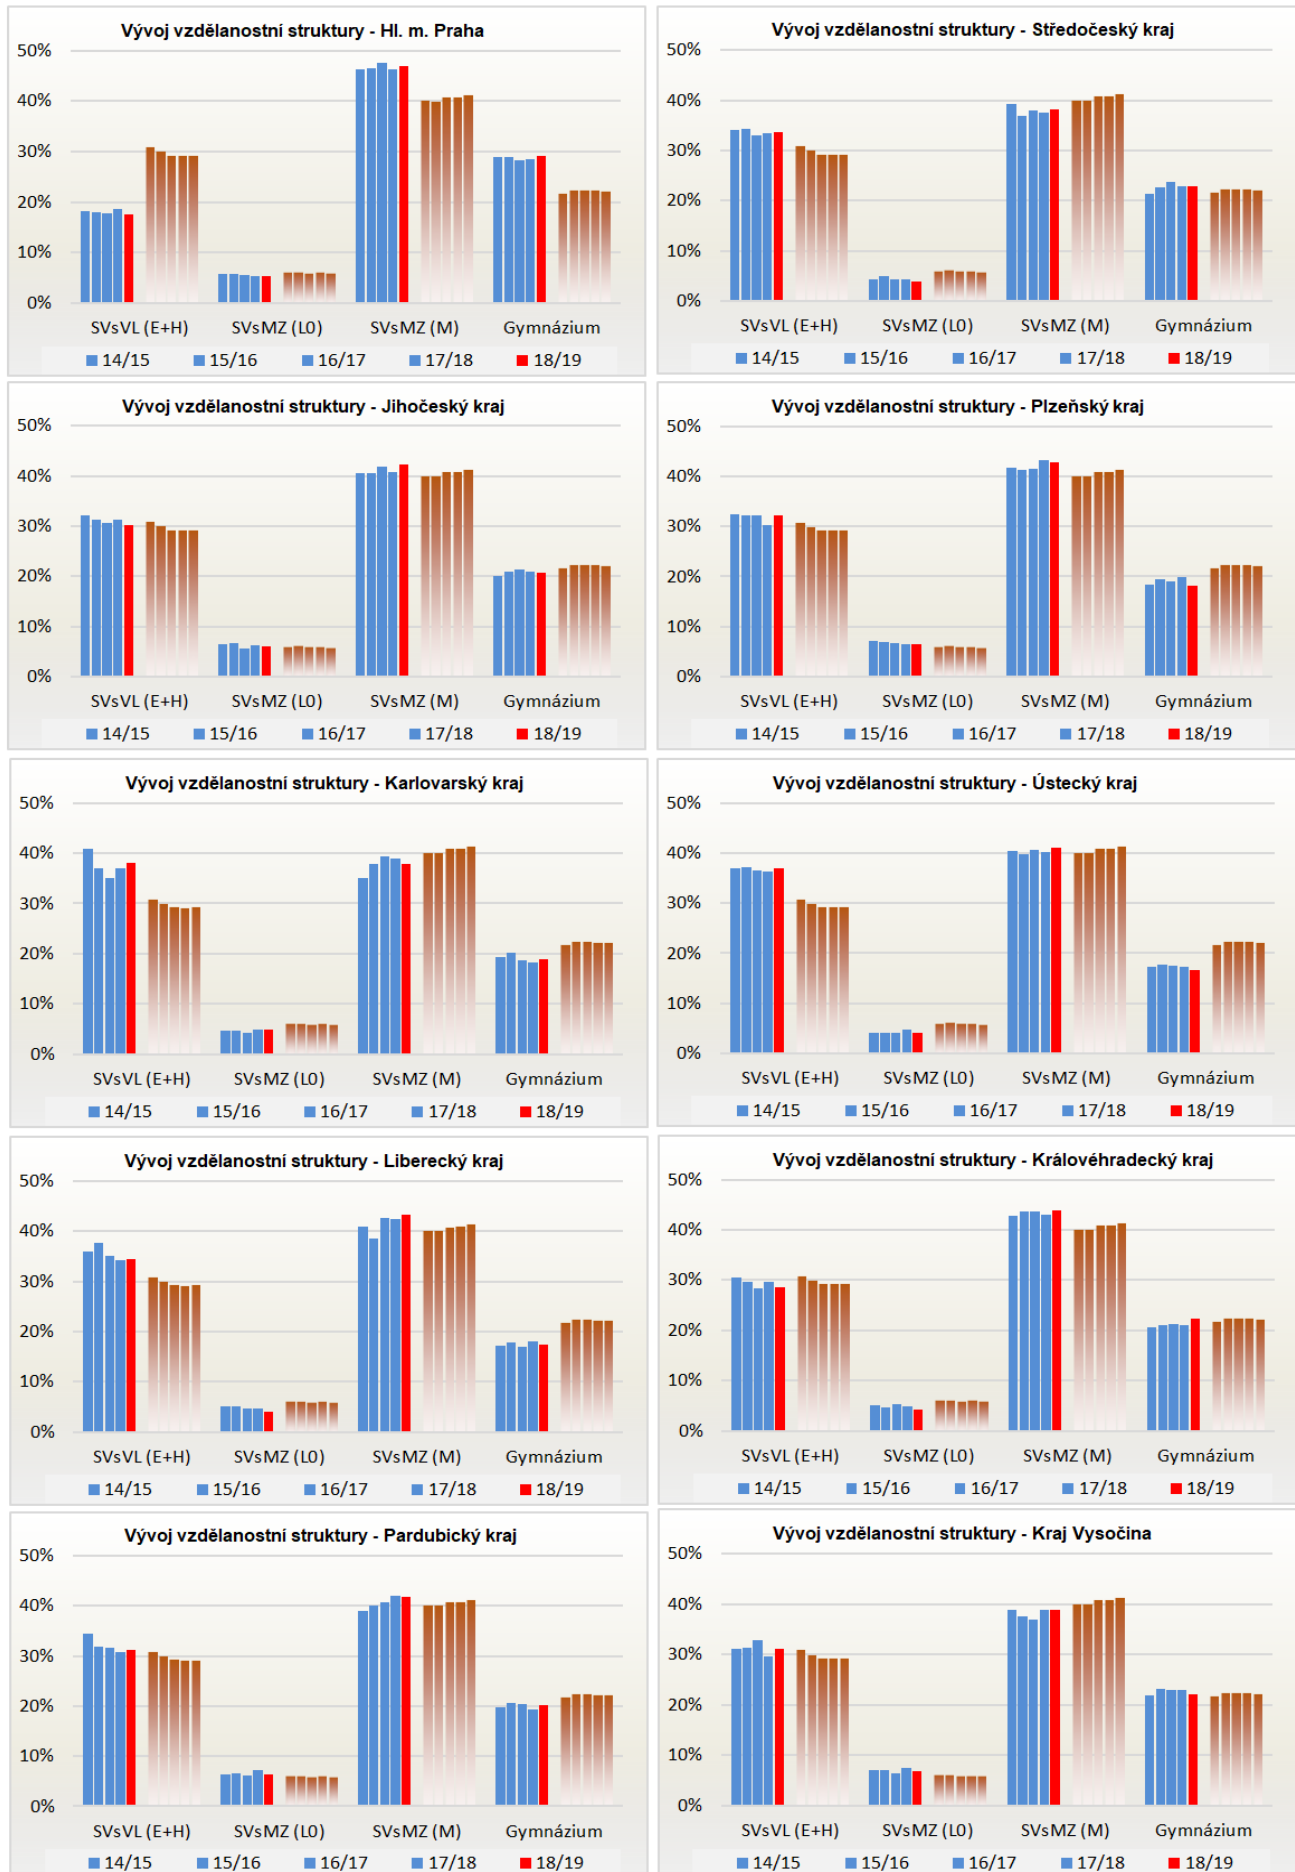 Vývoj vzdělanostní struktury - Hl. m. Praha
50%
40%
30%
20%
10%
0%
SVsVL (E+H) SVsMZ (L0) SVsMZ (M) Gymnázium
14/15 15/16 16/17 17/18 18/19
Vývoj vzdělanostní struktury - Středočeský kraj
50%
40%
30%
20%
10%
0%
SVsVL (E+H) SVsMZ (L0) SVsMZ (M) Gymnázium
14/15 15/16 16/17 17/18 18/19
Vývoj vzdělanostní struktury - Jihočeský kraj
50%
40%
30%
20%
10%
0%
SVsVL (E+H) SVsMZ (L0) SVsMZ (M) Gymnázium
14/15 15/16 16/17 17/18 18/19
Vývoj vzdělanostní struktury - Plzeňský kraj
50%
40%
30%
20%
10%
0%
SVsVL (E+H) SVsMZ (L0) SVsMZ (M) Gymnázium
14/15 15/16 16/17 17/18 18/19
Vývoj vzdělanostní struktury - Karlovarský kraj
50%
40%
30%
20%
10%
0%
SVsVL (E+H) SVsMZ (L0) SVsMZ (M) Gymnázium
14/15 15/16 16/17 17/18 18/19
Vývoj vzdělanostní struktury - Ústecký kraj
50%
40%
30%
20%
10%
0%
SVsVL (E+H) SVsMZ (L0) SVsMZ (M) Gymnázium
14/15 15/16 16/17 17/18 18/19
Vývoj vzdělanostní struktury - Liberecký kraj
50%
40%
30%
20%
10%
0%
SVsVL (E+H) SVsMZ (L0) SVsMZ (M) Gymnázium
14/15 15/16 16/17 17/18 18/19
Vývoj vzdělanostní struktury - Královéhradecký kraj
50%
40%
30%
20%
10%
0%
SVsVL (E+H) SVsMZ (L0) SVsMZ (M) Gymnázium
14/15 15/16 16/17 17/18 18/19
Vývoj vzdělanostní struktury - Pardubický kraj
50%
40%
30%
20%
10%
0%
SVsVL (E+H) SVsMZ (L0) SVsMZ (M) Gymnázium
14/15 15/16 16/17 17/18 18/19
Vývoj vzdělanostní struktury - Kraj Vysočina
50%
40%
30%
20%
10%
0%
SVsVL (E+H) SVsMZ (L0) SVsMZ (M) Gymnázium
14/15 15/16 16/17 17/18 18/19